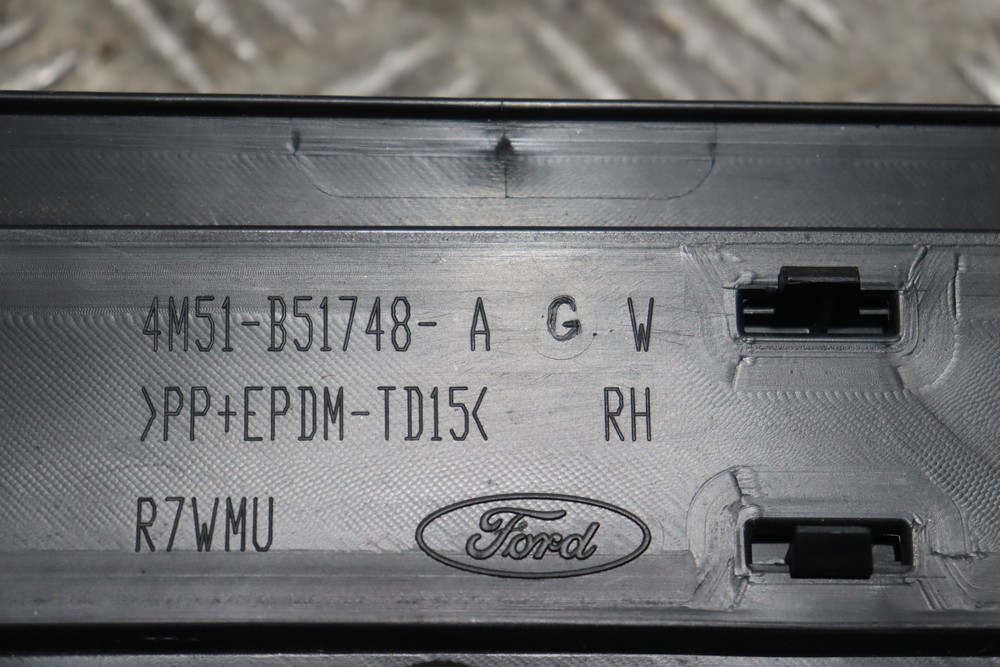 4M51-B51748- A G W
>PP+EPDM-TD15< RH
R7WMU Ford